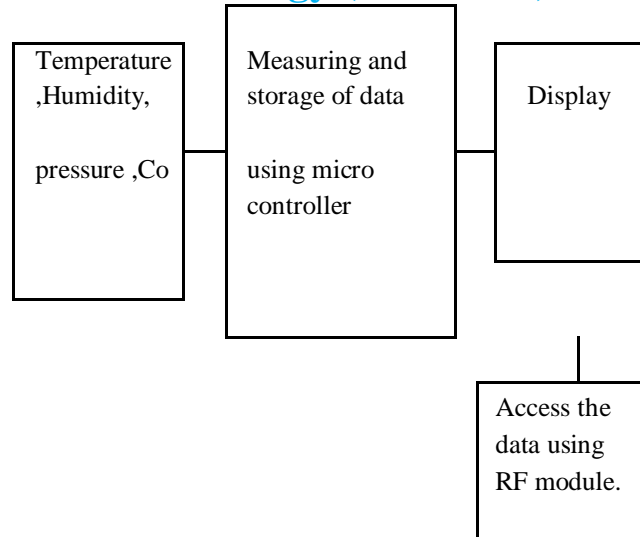 Temperature
,Humidity,
pressure ,Co
Measuring and
storage of data
using micro
controller
Display
Access the
data using
RF module.